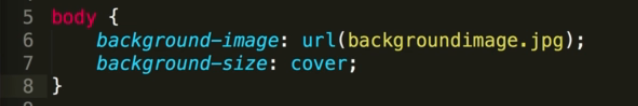 5 body {
6     background-image: url(backgroundimage.jpg);
7     background-size: cover;
8 }